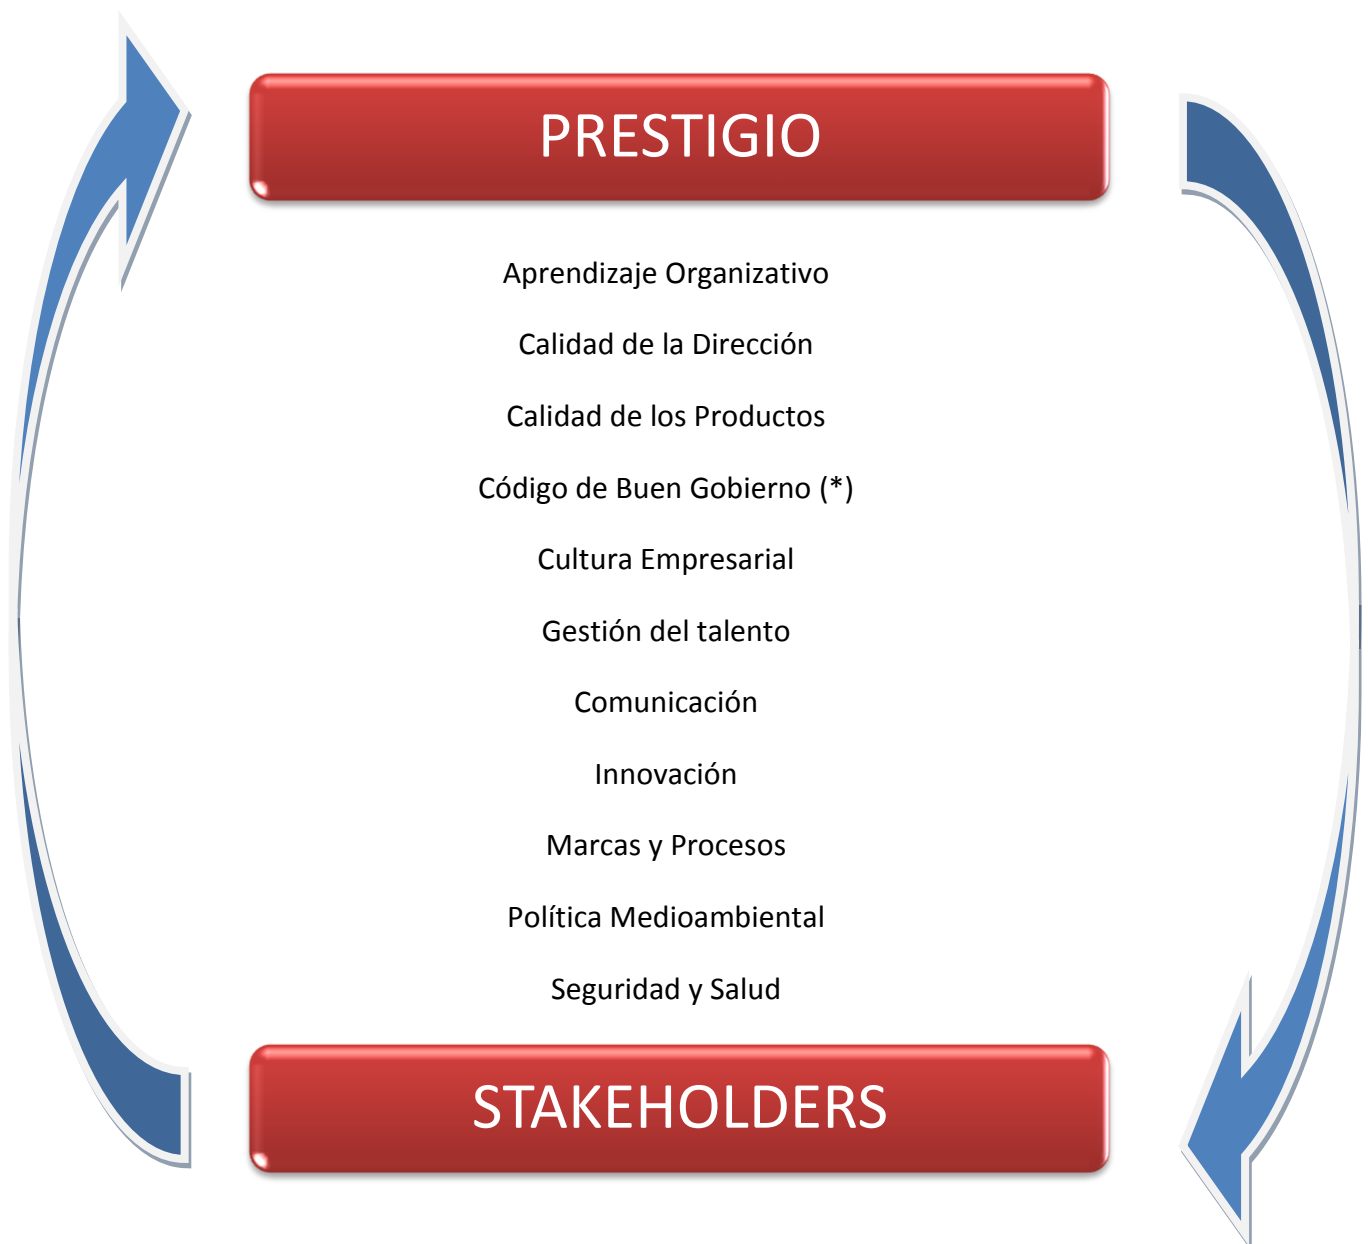 PRESTIGIO
Aprendizaje Organizativo
Calidad de la Dirección
Calidad de los Productos
Código de Buen Gobierno (*)
Cultura Empresarial
Gestión del talento
Comunicación
Innovación
Marcas y Procesos
Política Medioambiental
Seguridad y Salud
STAKEHOLDERS